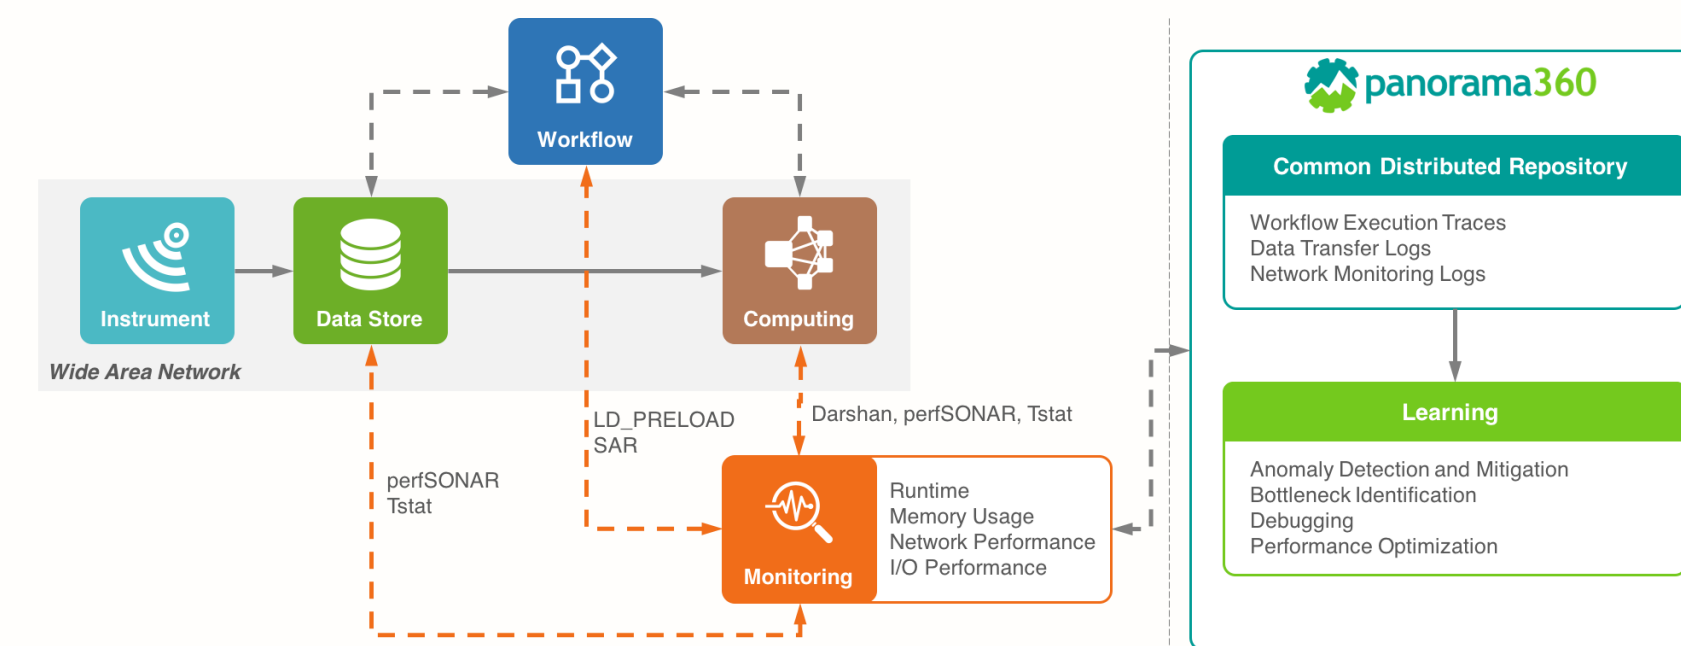 Workflow
Instrument
Data Store
Computing
Wide Area Network
LD_PRELOAD
SAR
Darshan, perfSONAR, Tstat
perfSONAR
Tstat
Monitoring
Runtime
Memory Usage
Network Performance
I/O Performance
panorama360
Common Distributed Repository
Workflow Execution Traces
Data Transfer Logs
Network Monitoring Logs
Learning
Anomaly Detection and Mitigation
Bottleneck Identification
Debugging
Performance Optimization